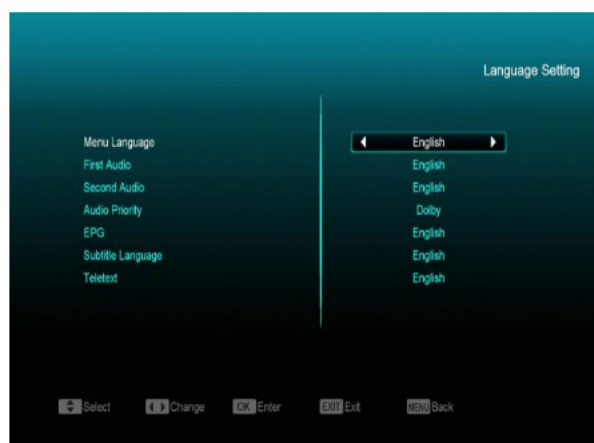 Language Setting
Menu Language English
First Audio English
Second Audio English
Audio Priority Dolby
EPG English
Subtitle Language English
Teletext English
Select Change OK Enter EXIT Exit MENU Back